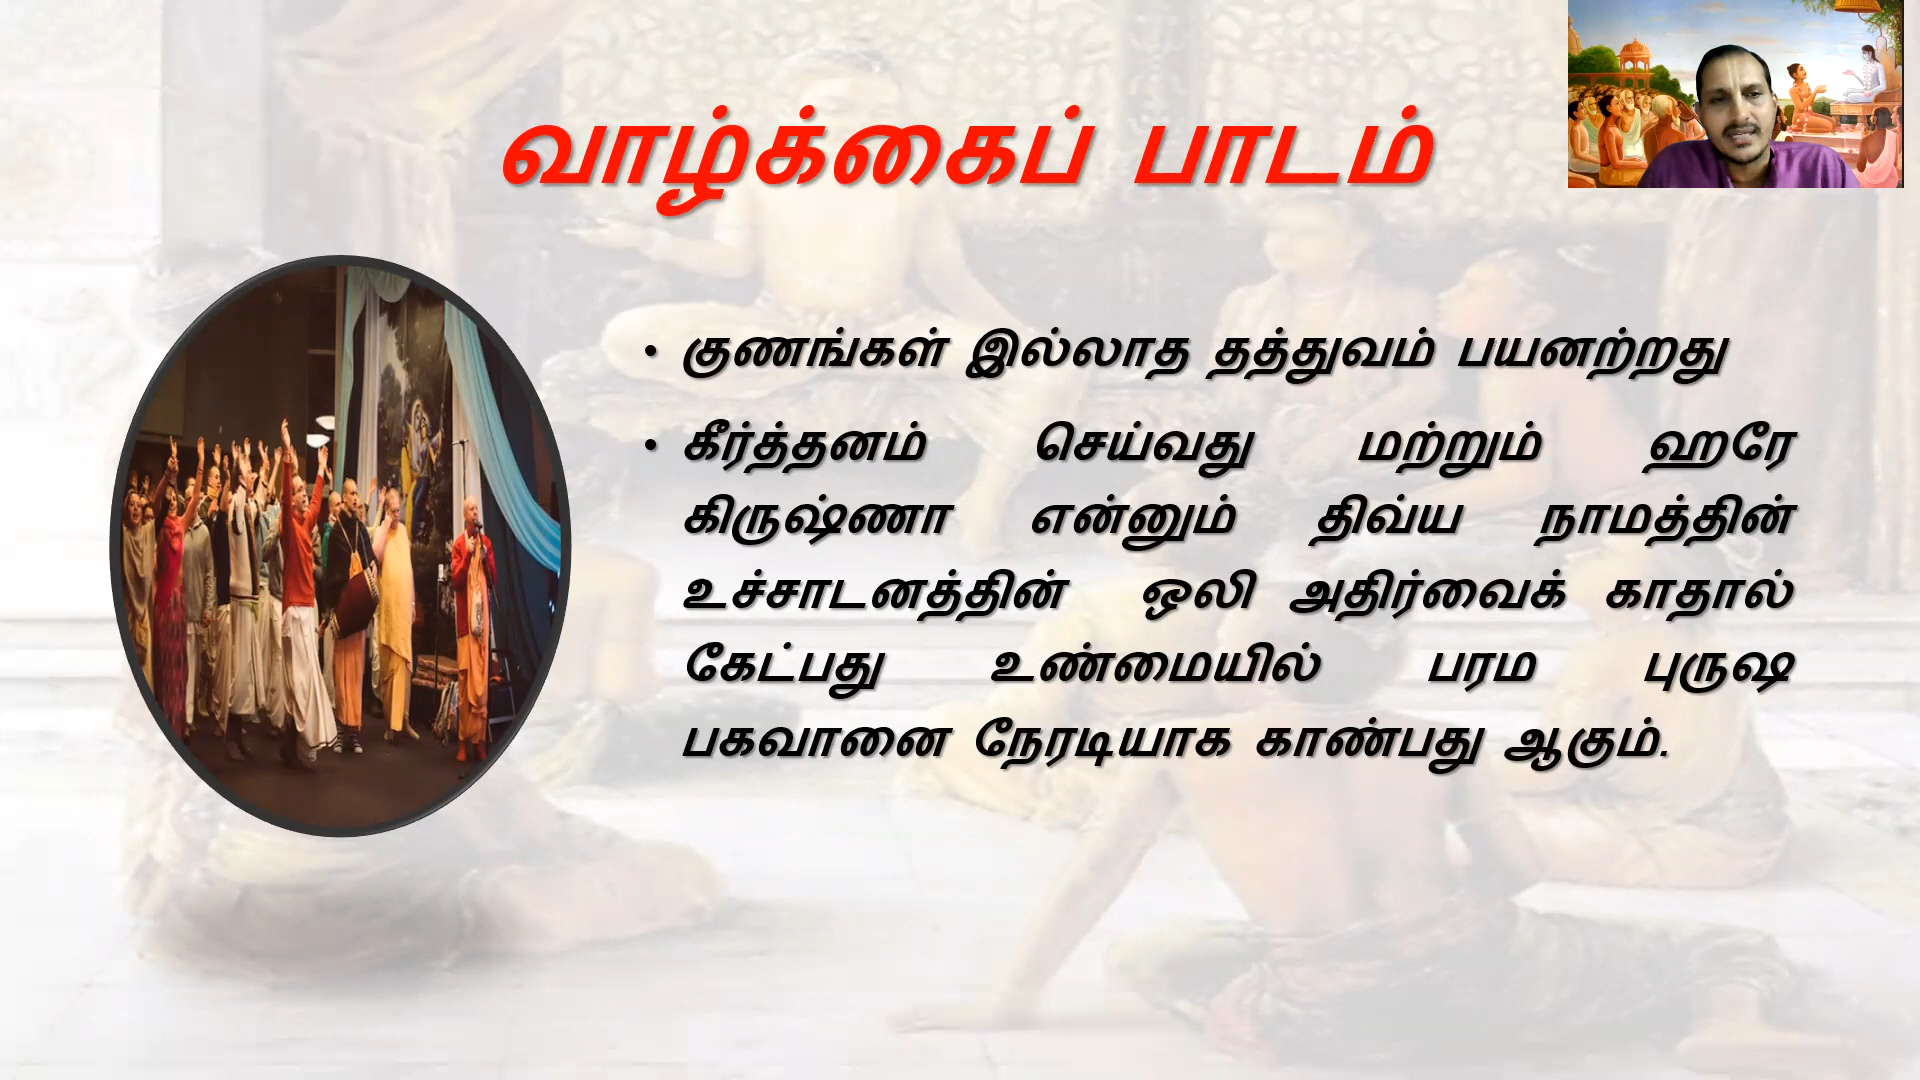 வாழ்க்கைப் பாடம்
• குணங்கள் இல்லாத தத்துவம் பயனற்றது
• கீர்த்தனம் செய்வது மற்றும் ஹரே
கிருஷ்ணா என்னும் திவ்ய நாமத்தின்
உச்சாடனத்தின் ஒலி அதிர்வைக் காதால்
கேட்பது உண்மையில் பரம புருஷ
பகவானை நேரடியாக காண்பது ஆகும்.